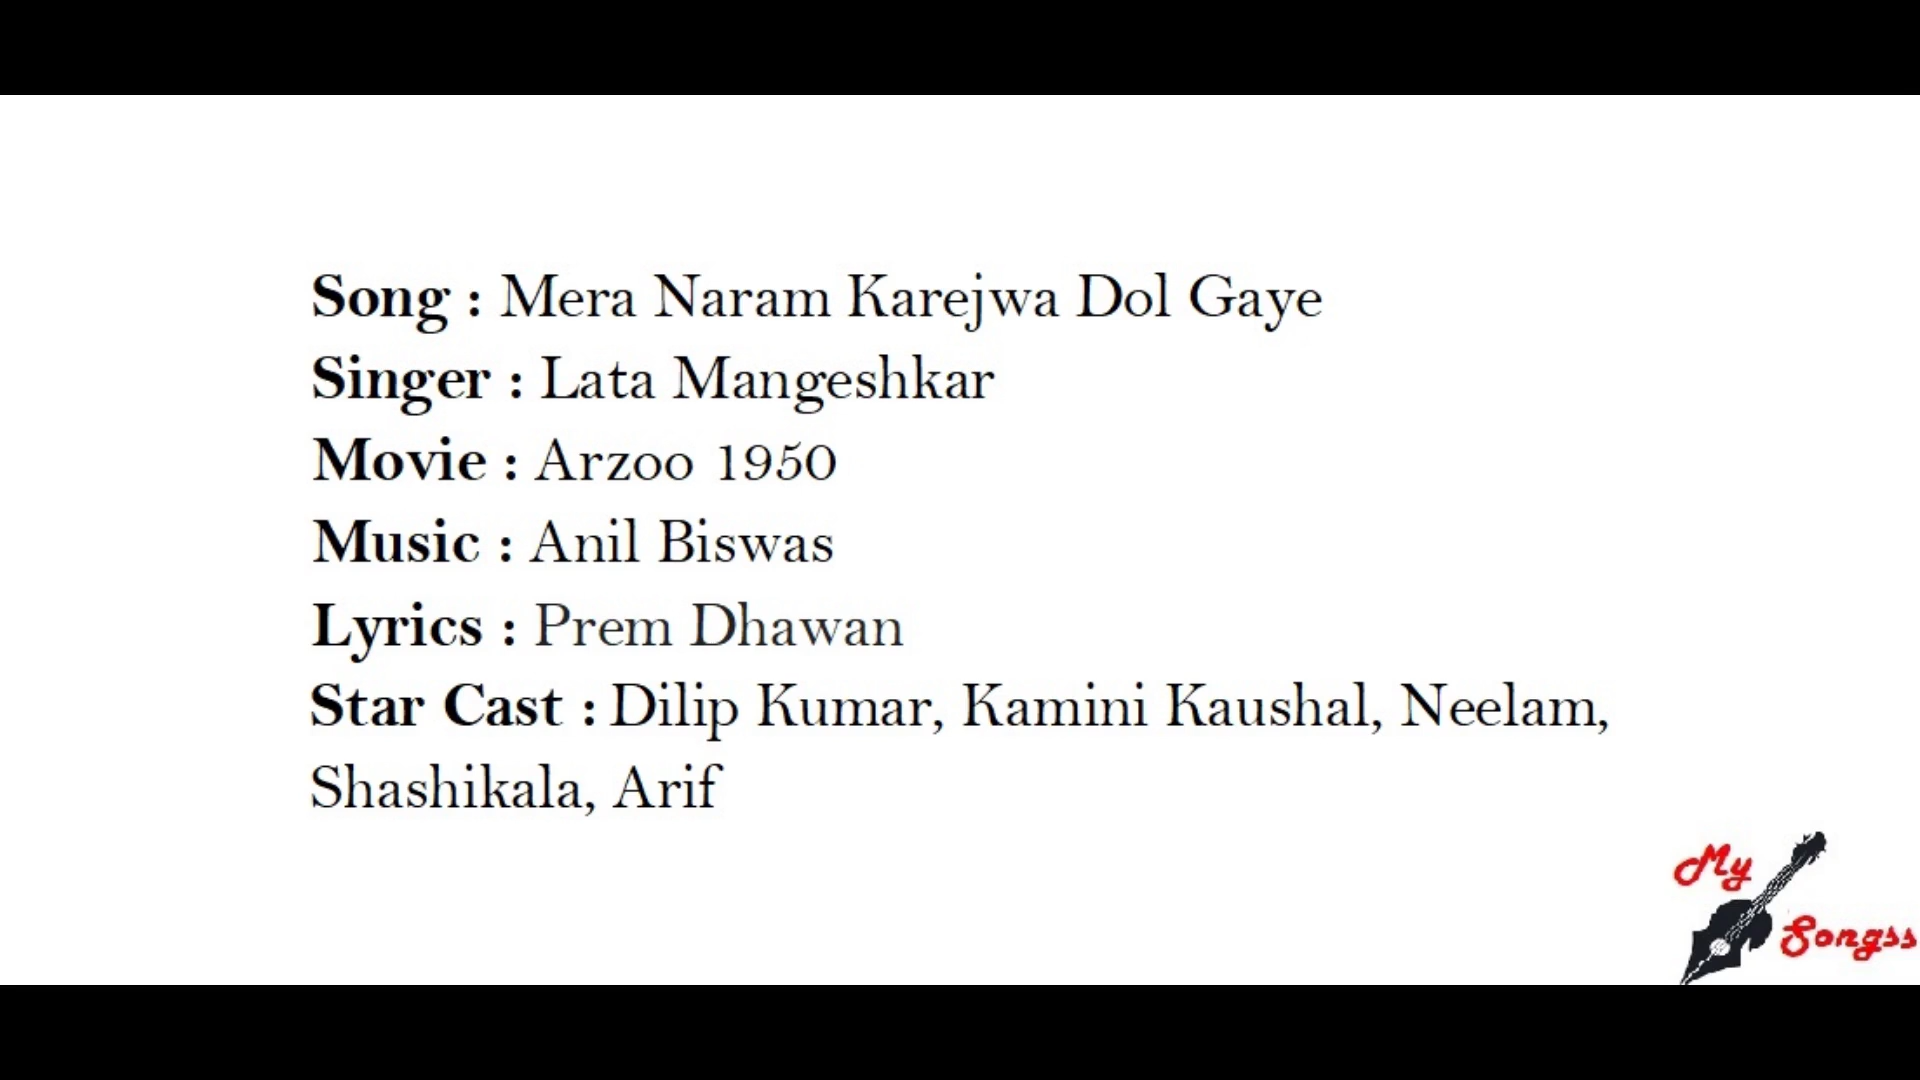 Song : Mera Naram Karejwa Dol Gaye
Singer : Lata Mangeshkar
Movie : Arzoo 1950
Music : Anil Biswas
Lyrics : Prem Dhawan
Star Cast : Dilip Kumar, Kamini Kaushal, Neelam,
Shashikala, Arif
My
Songss